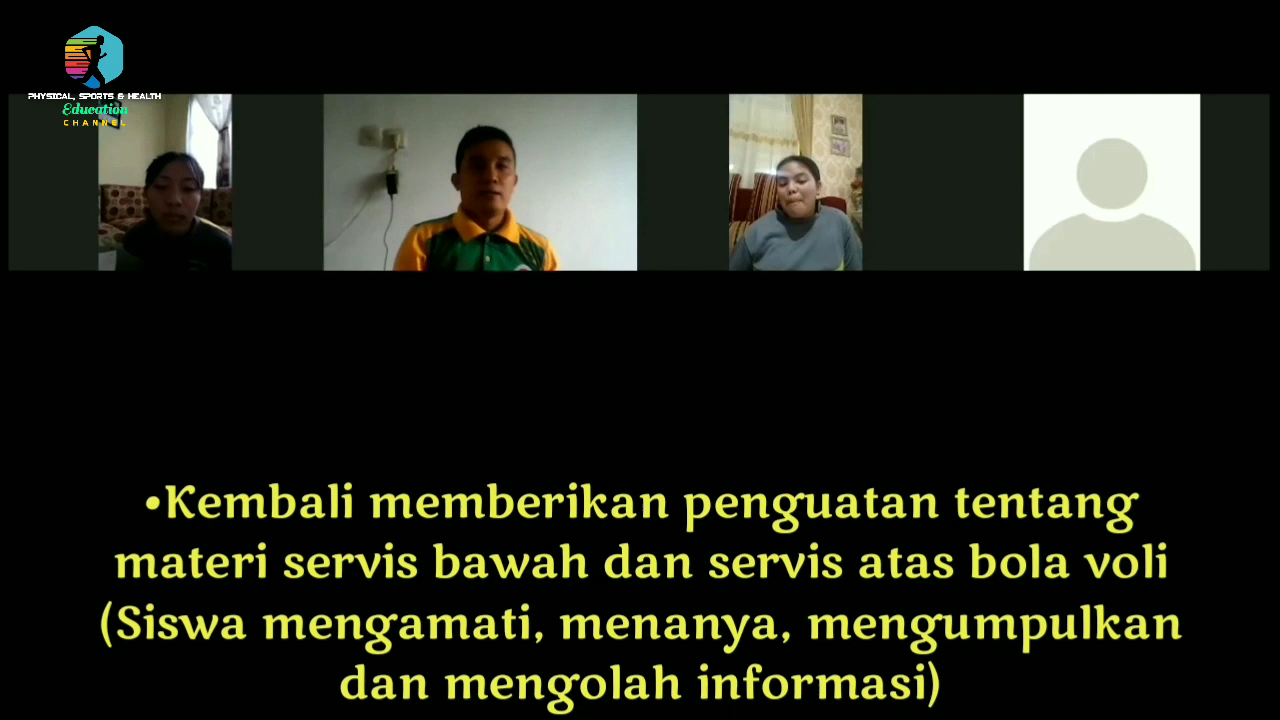 PHYSICAL, SPORTS & HEALTH
Education
CHANNEL
•Kembali memberikan penguatan tentang
materi servis bawah dan servis atas bola voli
(Siswa mengamati, menanya, mengumpulkan
dan mengolah informasi)